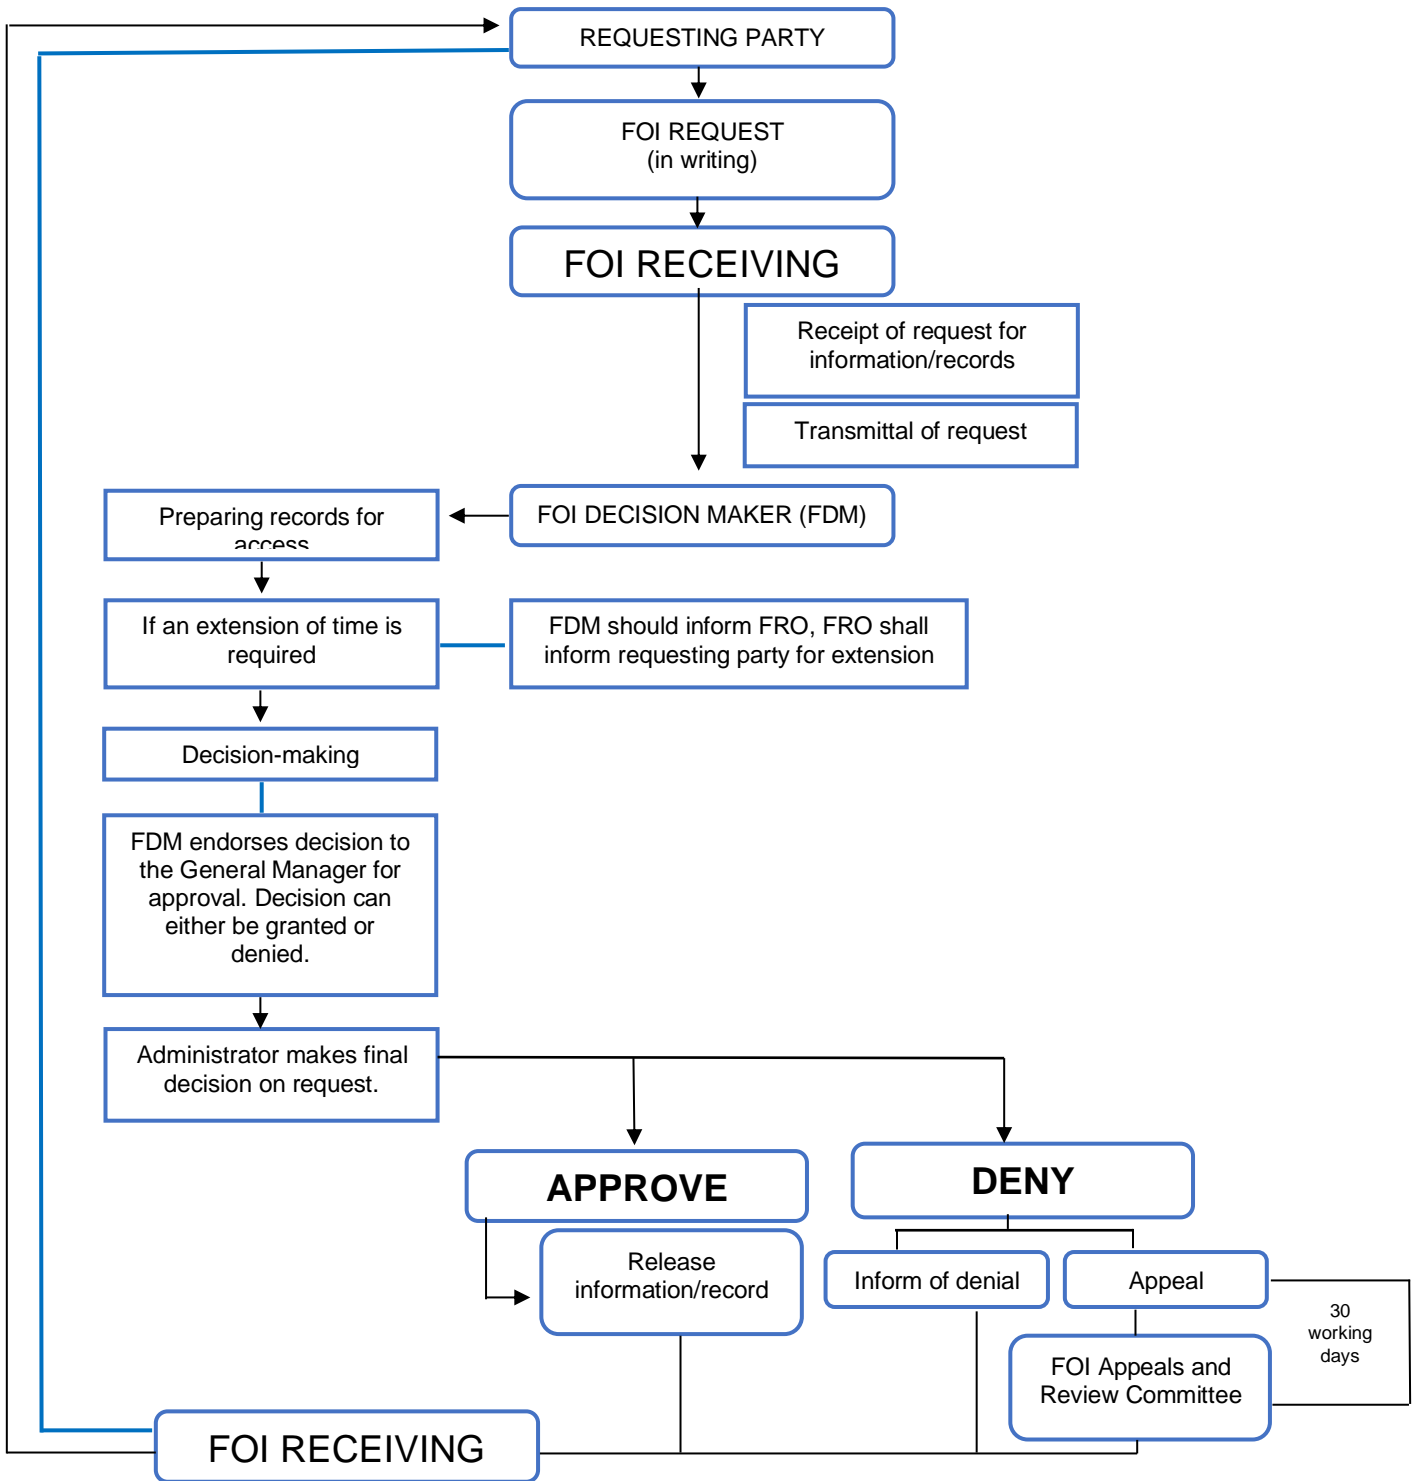 REQUESTING PARTY
FOI REQUEST
(in writing)
FOI RECEIVING
Receipt of request for
information/records
Transmittal of request
FOI DECISION MAKER (FDM)
Preparing records for
access
If an extension of time is
required
FDM should inform FRO, FRO shall
inform requesting party for extension
Decision-making
FDM endorses decision to
the General Manager for
approval. Decision can
either be granted or
denied.
Administrator makes final
decision on request.
APPROVE
DENY
Release
information/record
Inform of denial
Appeal
30
working
days
FOI Appeals and
Review Committee
FOI RECEIVING